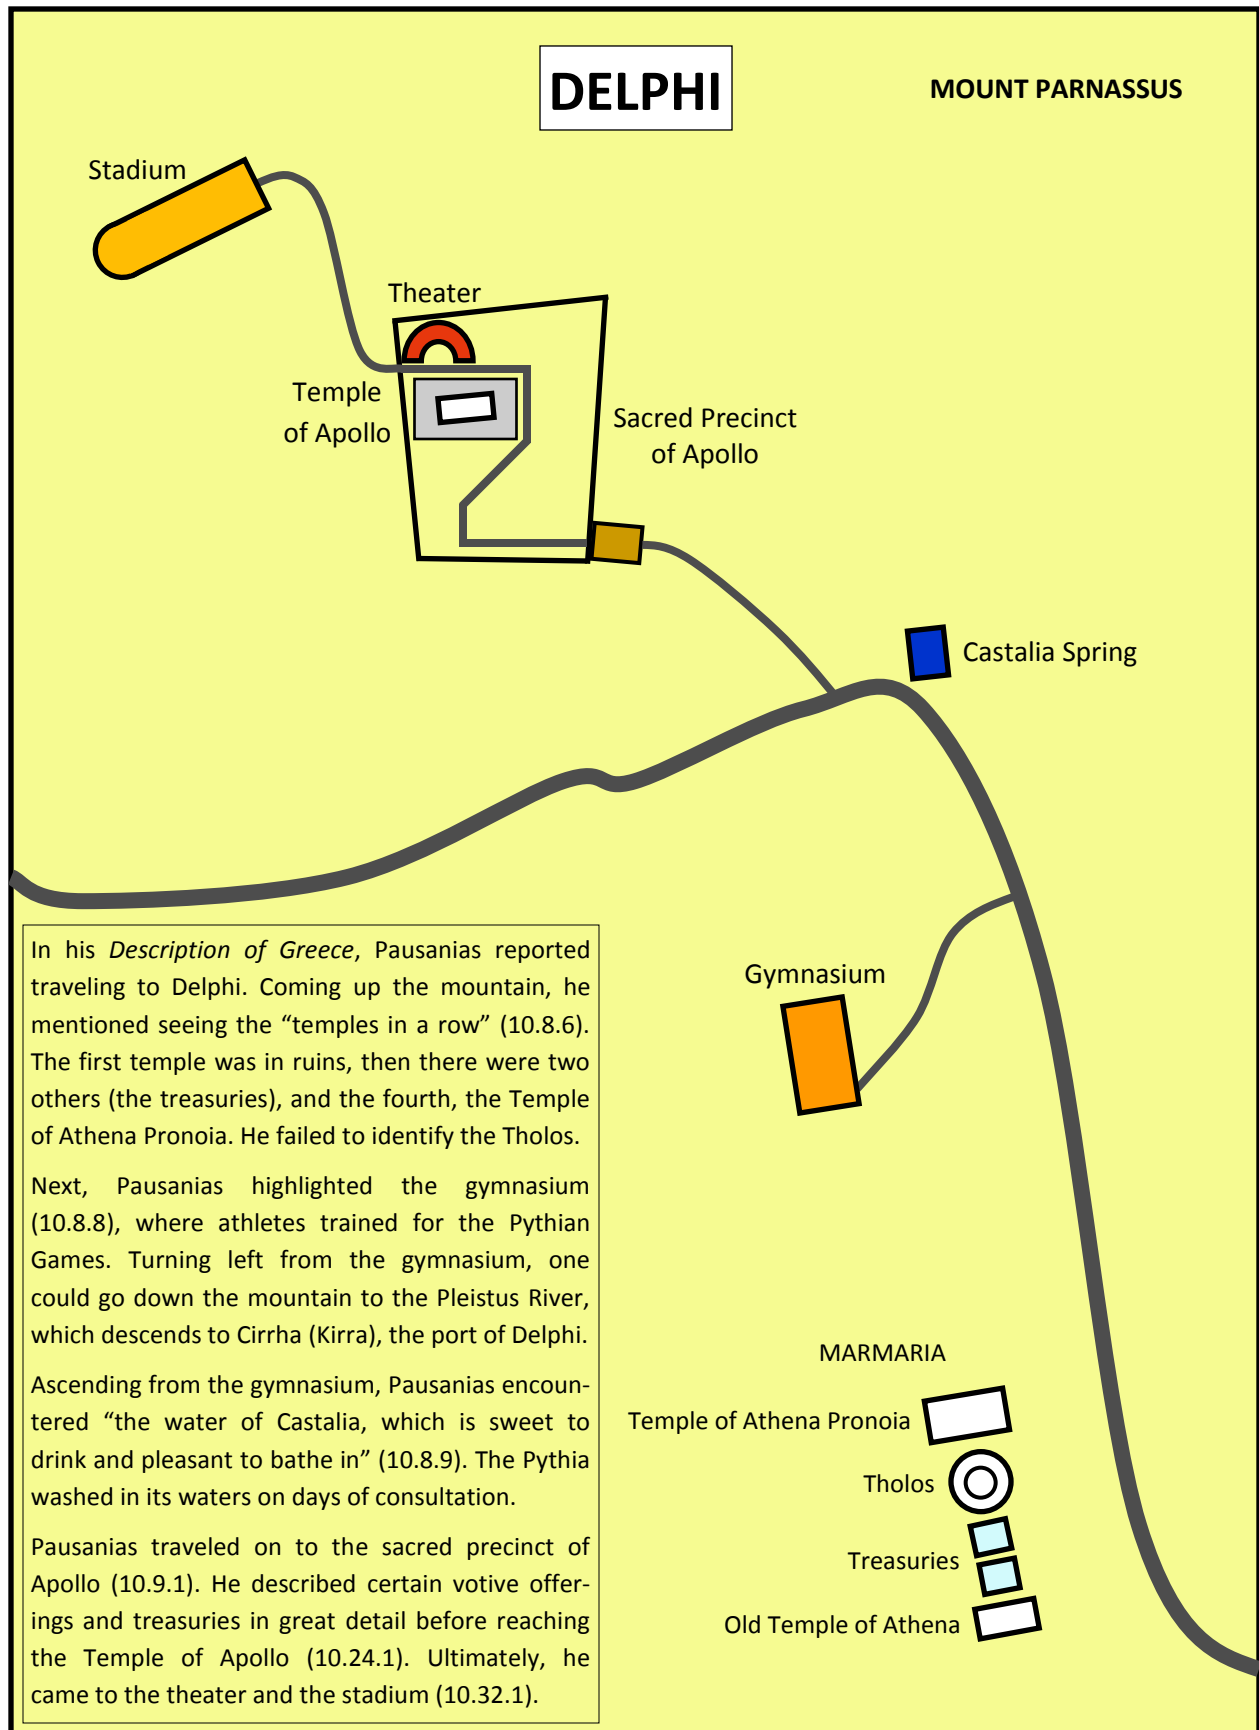 DELPHI
MOUNT PARNASSUS
Stadium
Theater
Temple
of Apollo
Sacred Precinct
of Apollo
Castalia Spring
Gymnasium
In his Description of Greece, Pausanias reported
traveling to Delphi. Coming up the mountain, he
mentioned seeing the “temples in a row” (10.8.6).
The first temple was in ruins, then there were two
others (the treasuries), and the fourth, the Temple
of Athena Pronoia. He failed to identify the Tholos.
Next, Pausanias highlighted the gymnasium
(10.8.8), where athletes trained for the Pythian
Games. Turning left from the gymnasium, one
could go down the mountain to the Pleistus River,
which descends to Cirrha (Kirra), the port of Delphi.
Ascending from the gymnasium, Pausanias encoun-
tered “the water of Castalia, which is sweet to
drink and pleasant to bathe in” (10.8.9). The Pythia
washed in its waters on days of consultation.
Pausanias traveled on to the sacred precinct of
Apollo (10.9.1). He described certain votive offer-
ings and treasuries in great detail before reaching
the Temple of Apollo (10.24.1). Ultimately, he
came to the theater and the stadium (10.32.1).
MARMARIA
Temple of Athena Pronoia
Tholos
Treasuries
Old Temple of Athena